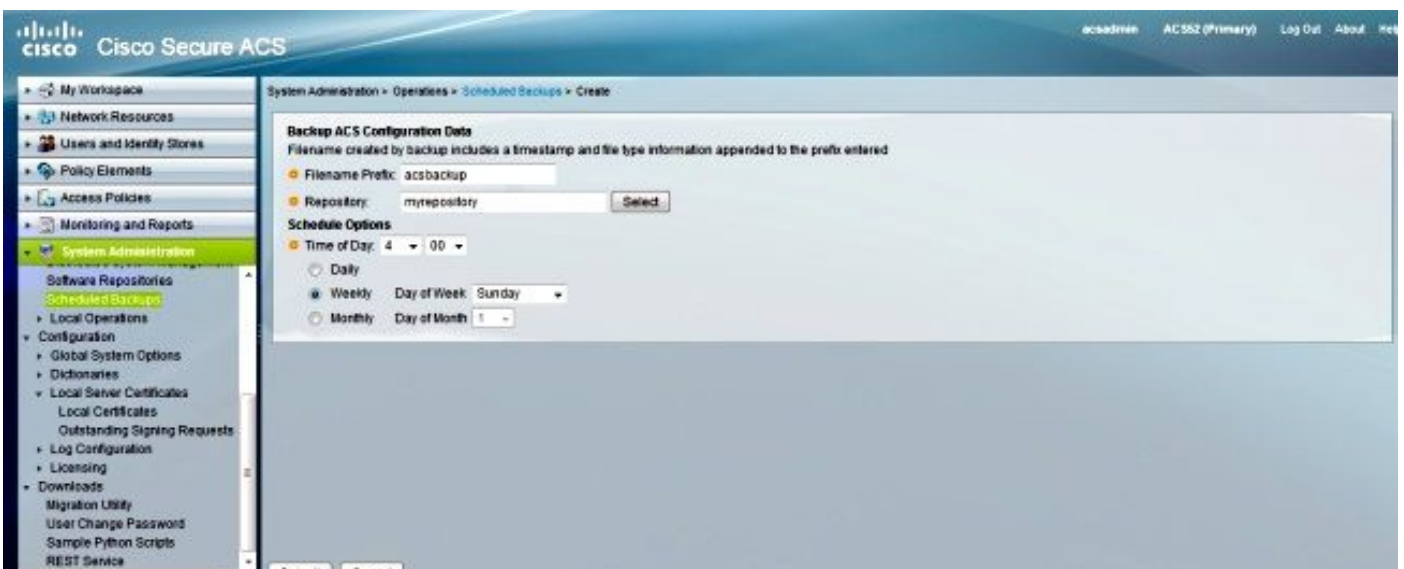 cisco Cisco Secure ACS
acsadmin ACS52 (Primary) Log Out About Help
My Workspace
Network Resources
Users and Identity Stores
Policy Elements
Access Policies
Monitoring and Reports
System Administration
Software Repositories
Scheduled Backups
Local Operations
Configuration
Global System Options
Dictionaries
Local Server Certificates
Local Certificates
Outstanding Signing Requests
Log Configuration
Licensing
Downloads
Migration Utility
User Change Password
Sample Python Scripts
REST Service
System Administration > Operations > Scheduled Backups > Create
Backup ACS Configuration Data
Filename created by backup includes a timestamp and file type information appended to the prefix entered
Filename Prefix: acsbackup
Repository: myrepository Select
Schedule Options
Time of Day: 4 00
Daily
Weekly Day of Week Sunday
Monthly Day of Month 1